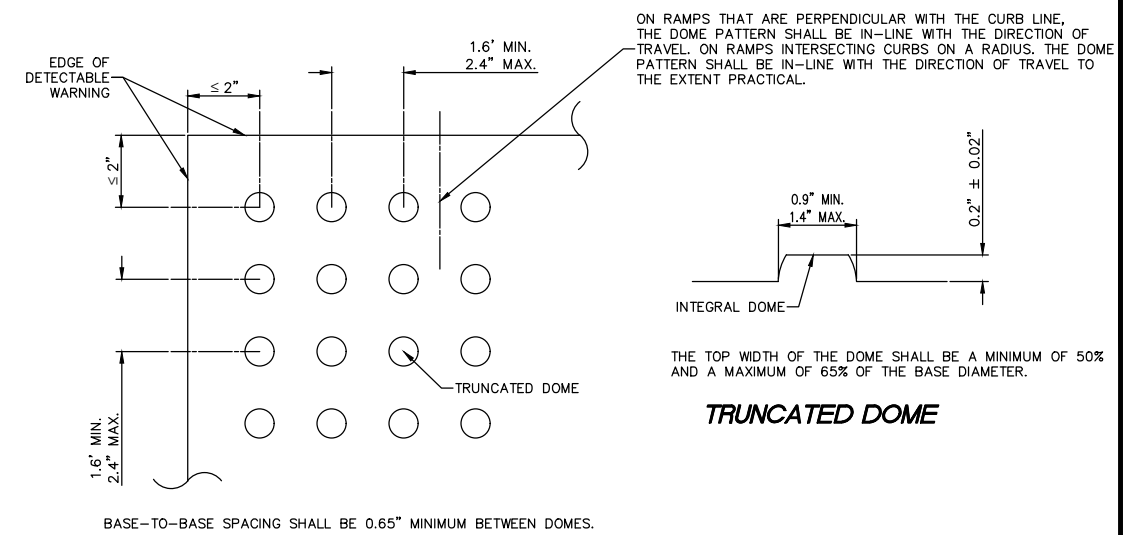 ON RAMPS THAT ARE PERPENDICULAR WITH THE CURB LINE,
THE DOME PATTERN SHALL BE IN-LINE WITH THE DIRECTION OF
TRAVEL. ON RAMPS INTERSECTING CURBS ON A RADIUS. THE DOME
PATTERN SHALL BE IN-LINE WITH THE DIRECTION OF TRAVEL TO
THE EXTENT PRACTICAL.
1.6' MIN.
2.4" MAX.
EDGE OF
DETECTABLE
WARNING
≤ 2"
≤ 2"
0.2" ± 0.02"
0.9" MIN.
1.4" MAX.
INTEGRAL DOME
THE TOP WIDTH OF THE DOME SHALL BE A MINIMUM OF 50%
AND A MAXIMUM OF 65% OF THE BASE DIAMETER.
TRUNCATED DOME
TRUNCATED DOME
1.6' MIN.
2.4" MAX.
BASE-TO-BASE SPACING SHALL BE 0.65" MINIMUM BETWEEN DOMES.